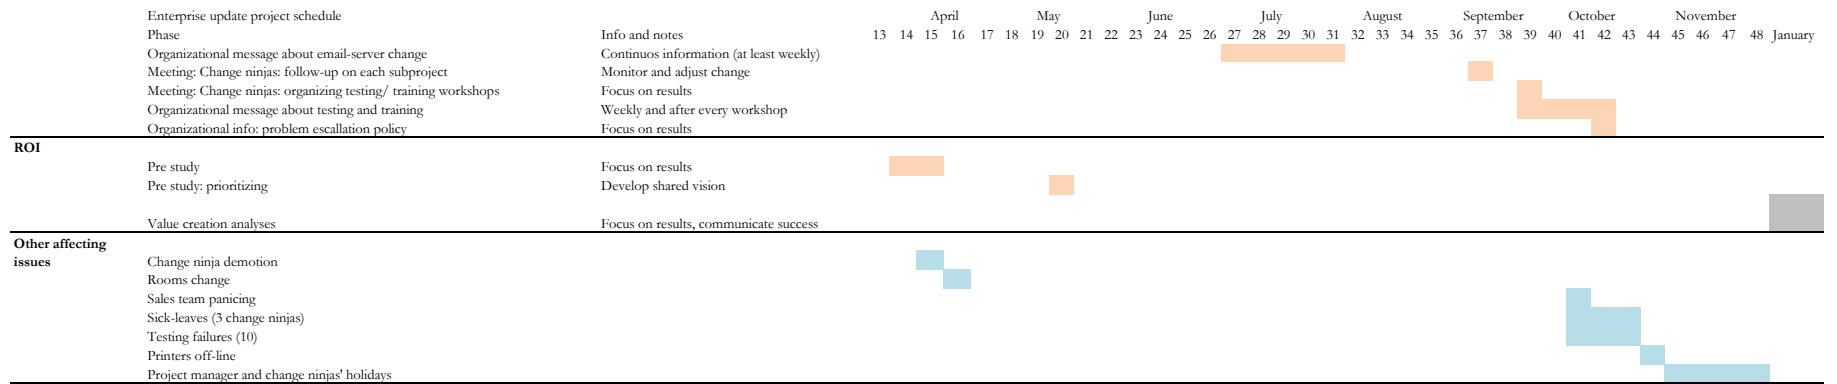 Enterprise update project schedule April May June July August September October November
Phase Info and notes 13 14 15 16 17 18 19 20 21 22 23 24 25 26 27 28 29 30 31 32 33 34 35 36 37 38 39 40 41 42 43 44 45 46 47 48 January
Organizational message about email-server change Continuos information (at least weekly)
Meeting: Change ninjas: follow-up on each subproject Monitor and adjust change
Meeting: Change ninjas: organizing testing/ training workshops Focus on results
Organizational message about testing and training Weekly and after every workshop
Organizational info: problem escallation policy Focus on results
ROI
Pre study Focus on results
Pre study: prioritizing Develop shared vision
Value creation analyses Focus on results, communicate success
Other affecting
issues
Change ninja demotion
Rooms change
Sales team panicing
Sick-leaves (3 change ninjas)
Testing failures (10)
Printers off-line
Project manager and change ninjas' holidays